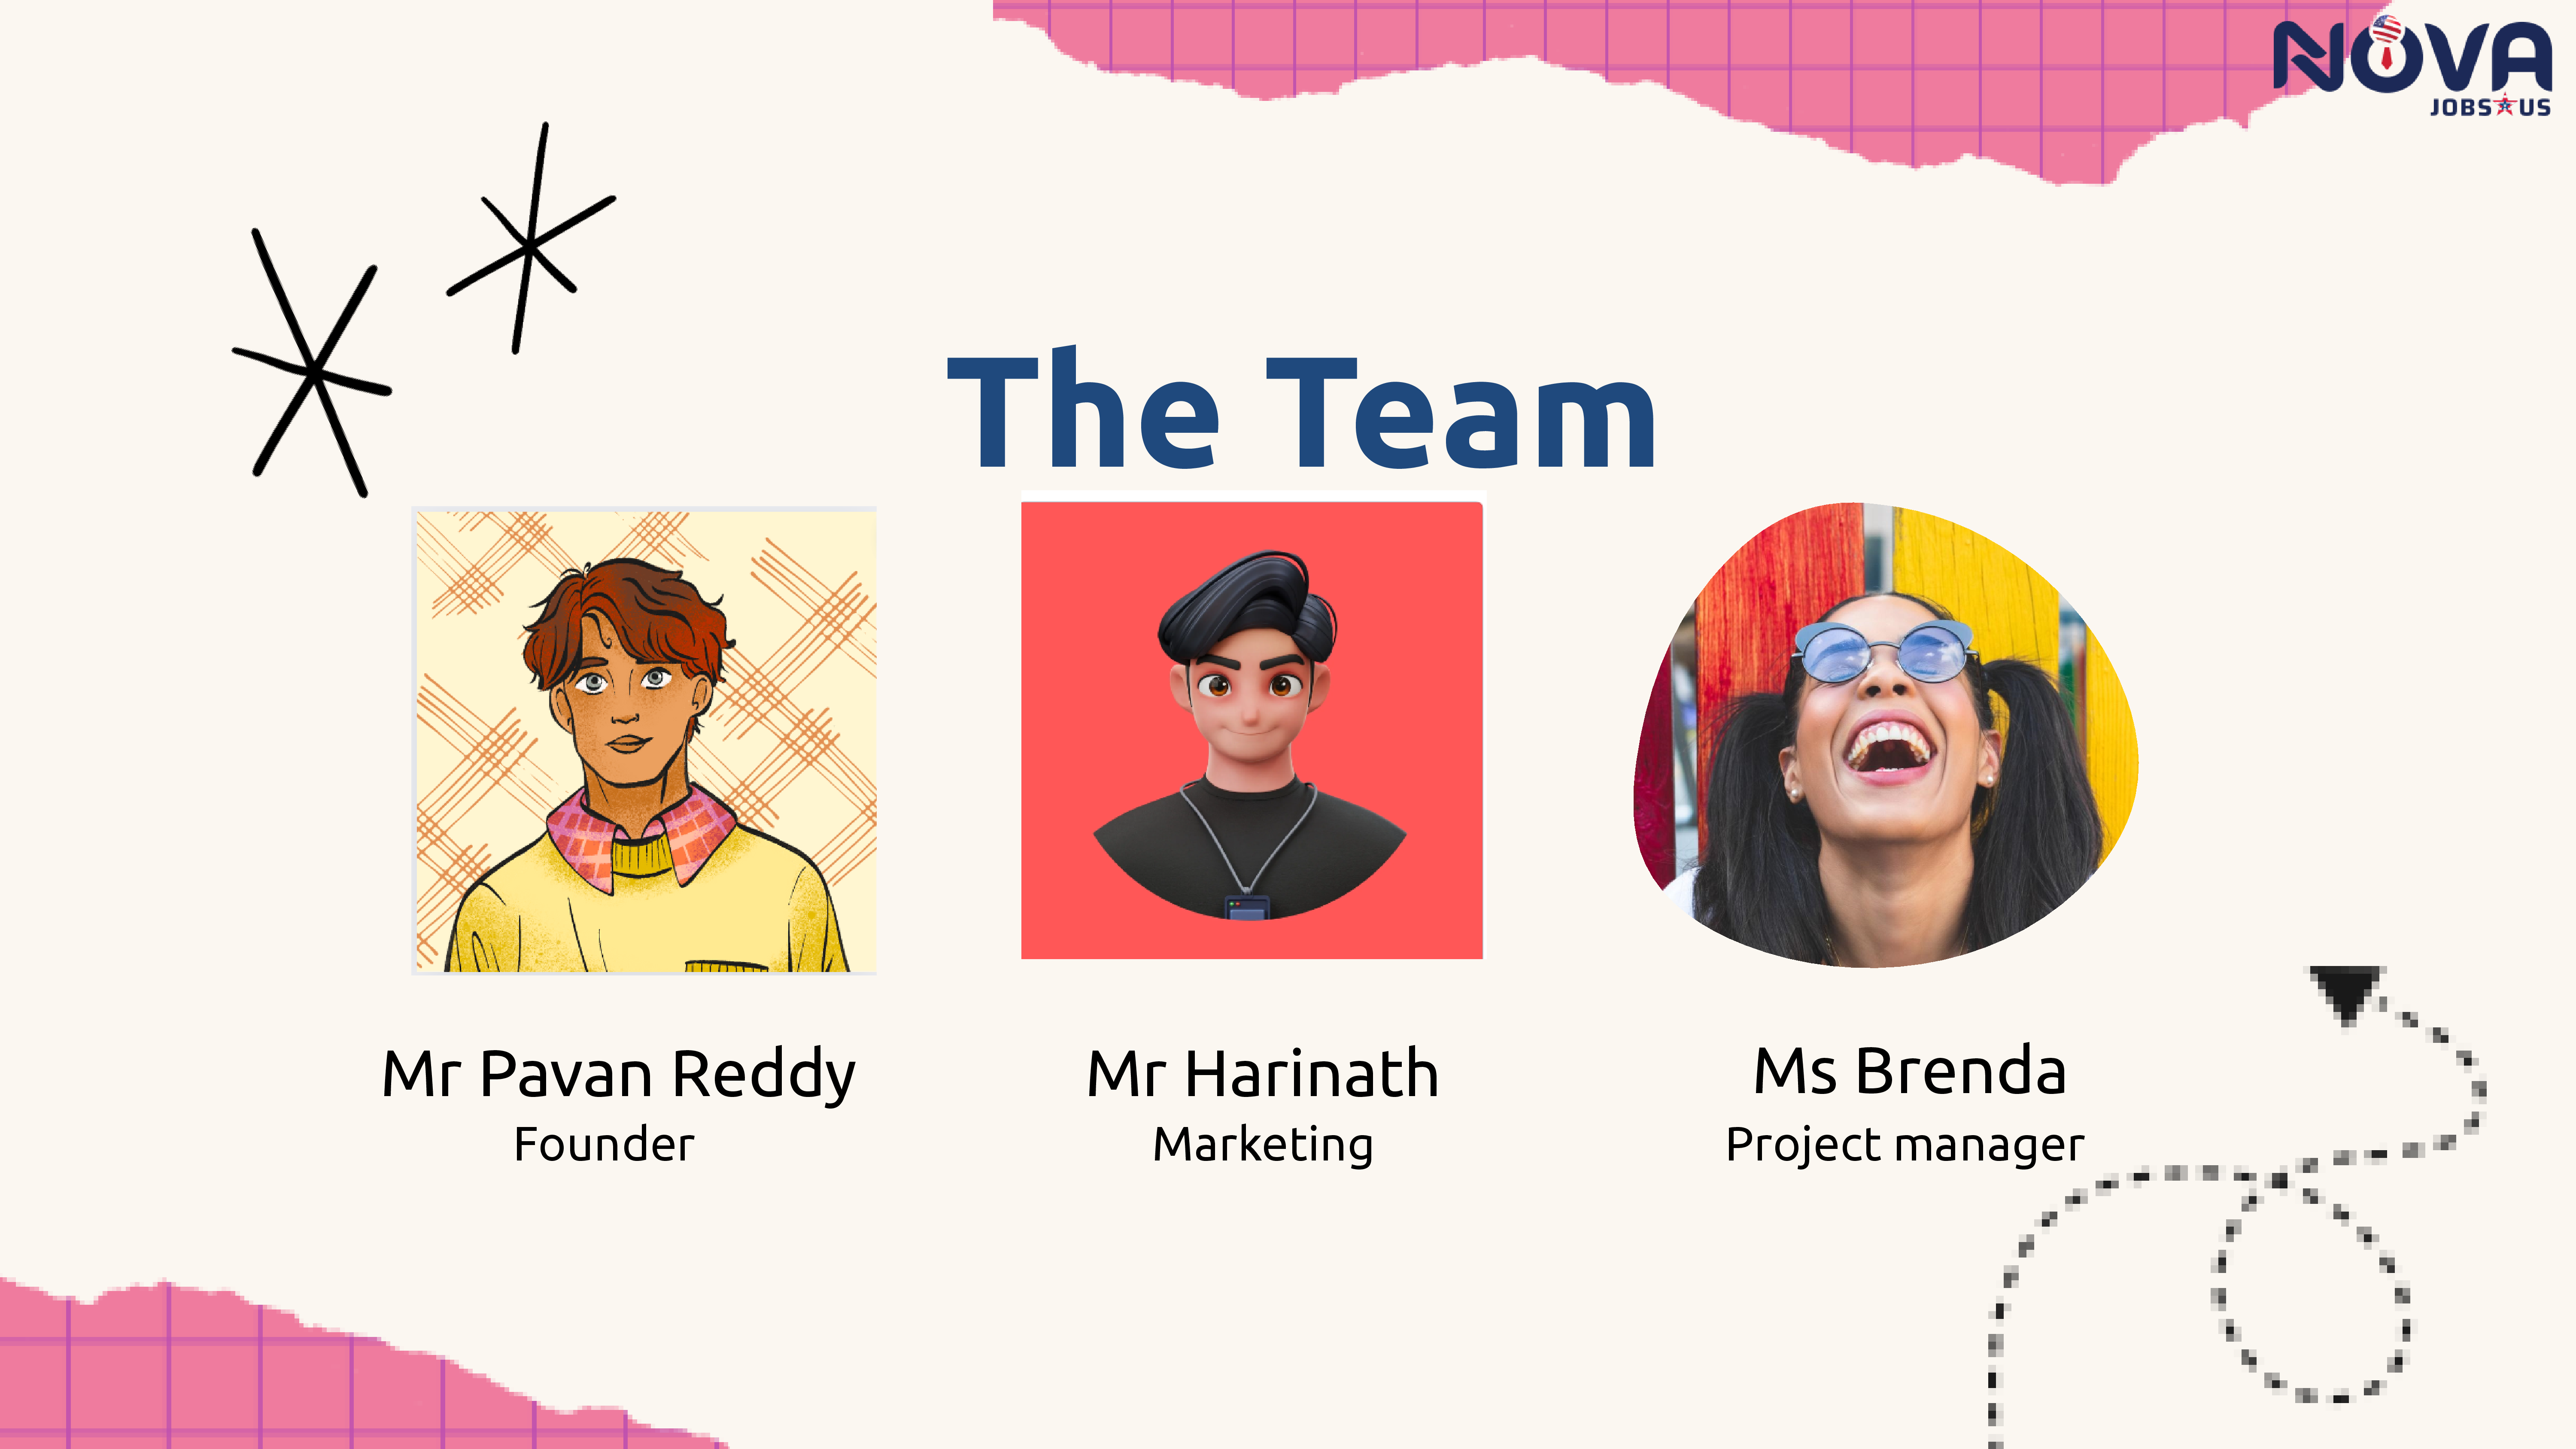 NOVA
JOBS US
The Team
Mr Pavan Reddy
Founder
Mr Harinath
Marketing
Ms Brenda
Project manager